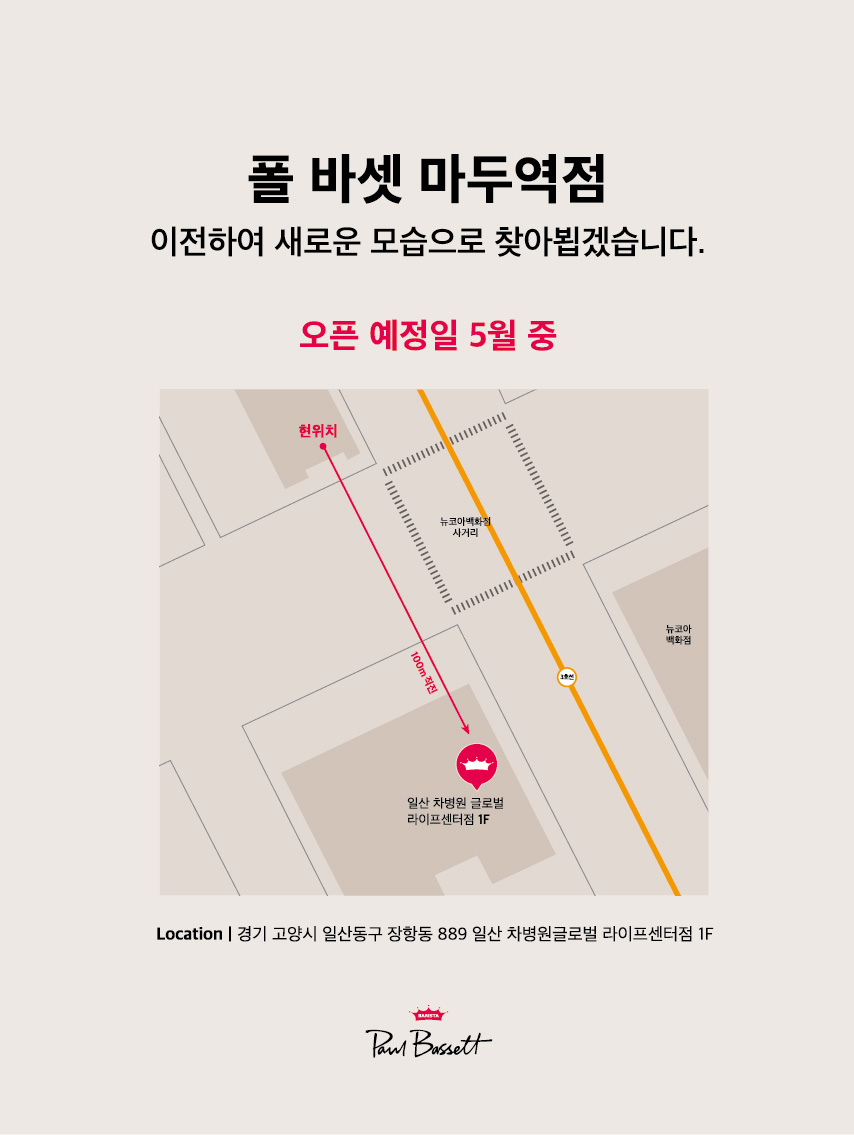 폴 바셋 마두역점
이전하여 새로운 모습으로 찾아뵙겠습니다.
오픈 예정일 5월 중
현위치
뉴코아백화점
사거리
뉴코아
백화점
100m 직진
3호선
일산 차병원 글로벌
라이프센터점 1F
Location | 경기 고양시 일산동구 장항동 889 일산 차병원글로벌 라이프센터점 1F
BARISTA
Paul Bassett